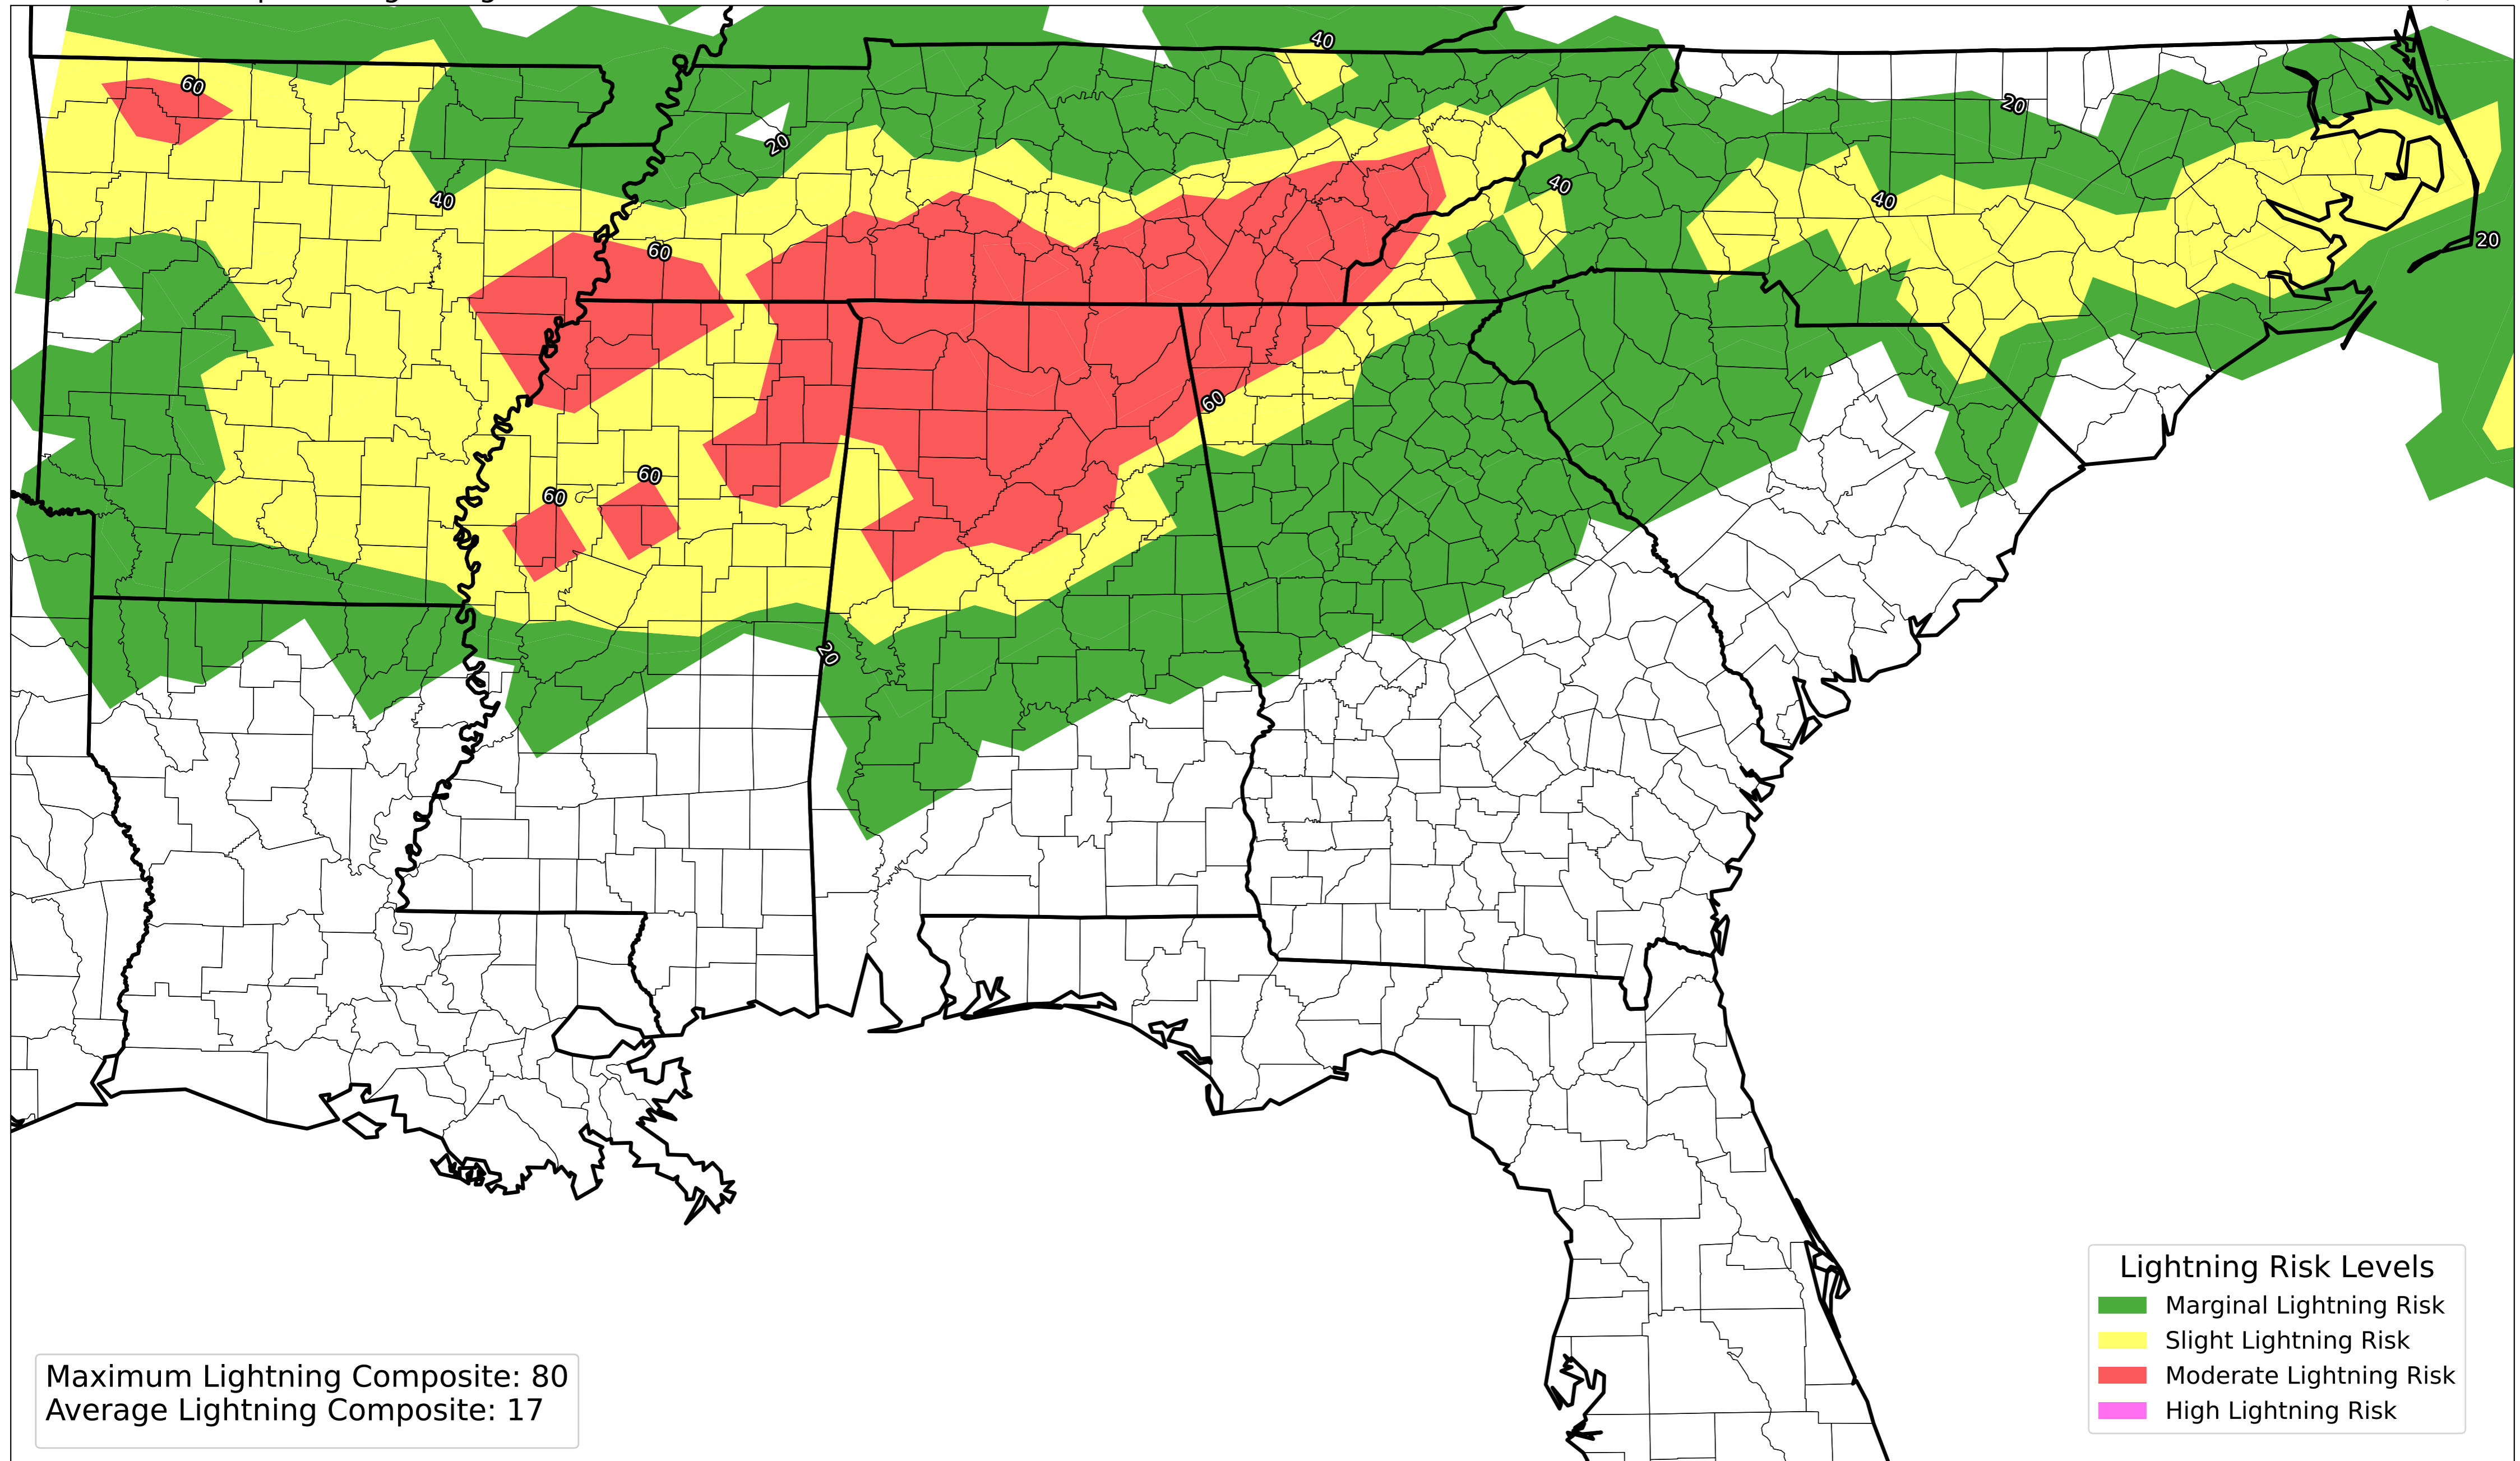 40
60
20
20
40
40
40
20
60
60
60
60
20
Lightning Risk Levels
Marginal Lightning Risk
Slight Lightning Risk
Moderate Lightning Risk
High Lightning Risk
Maximum Lightning Composite: 80
Average Lightning Composite: 17